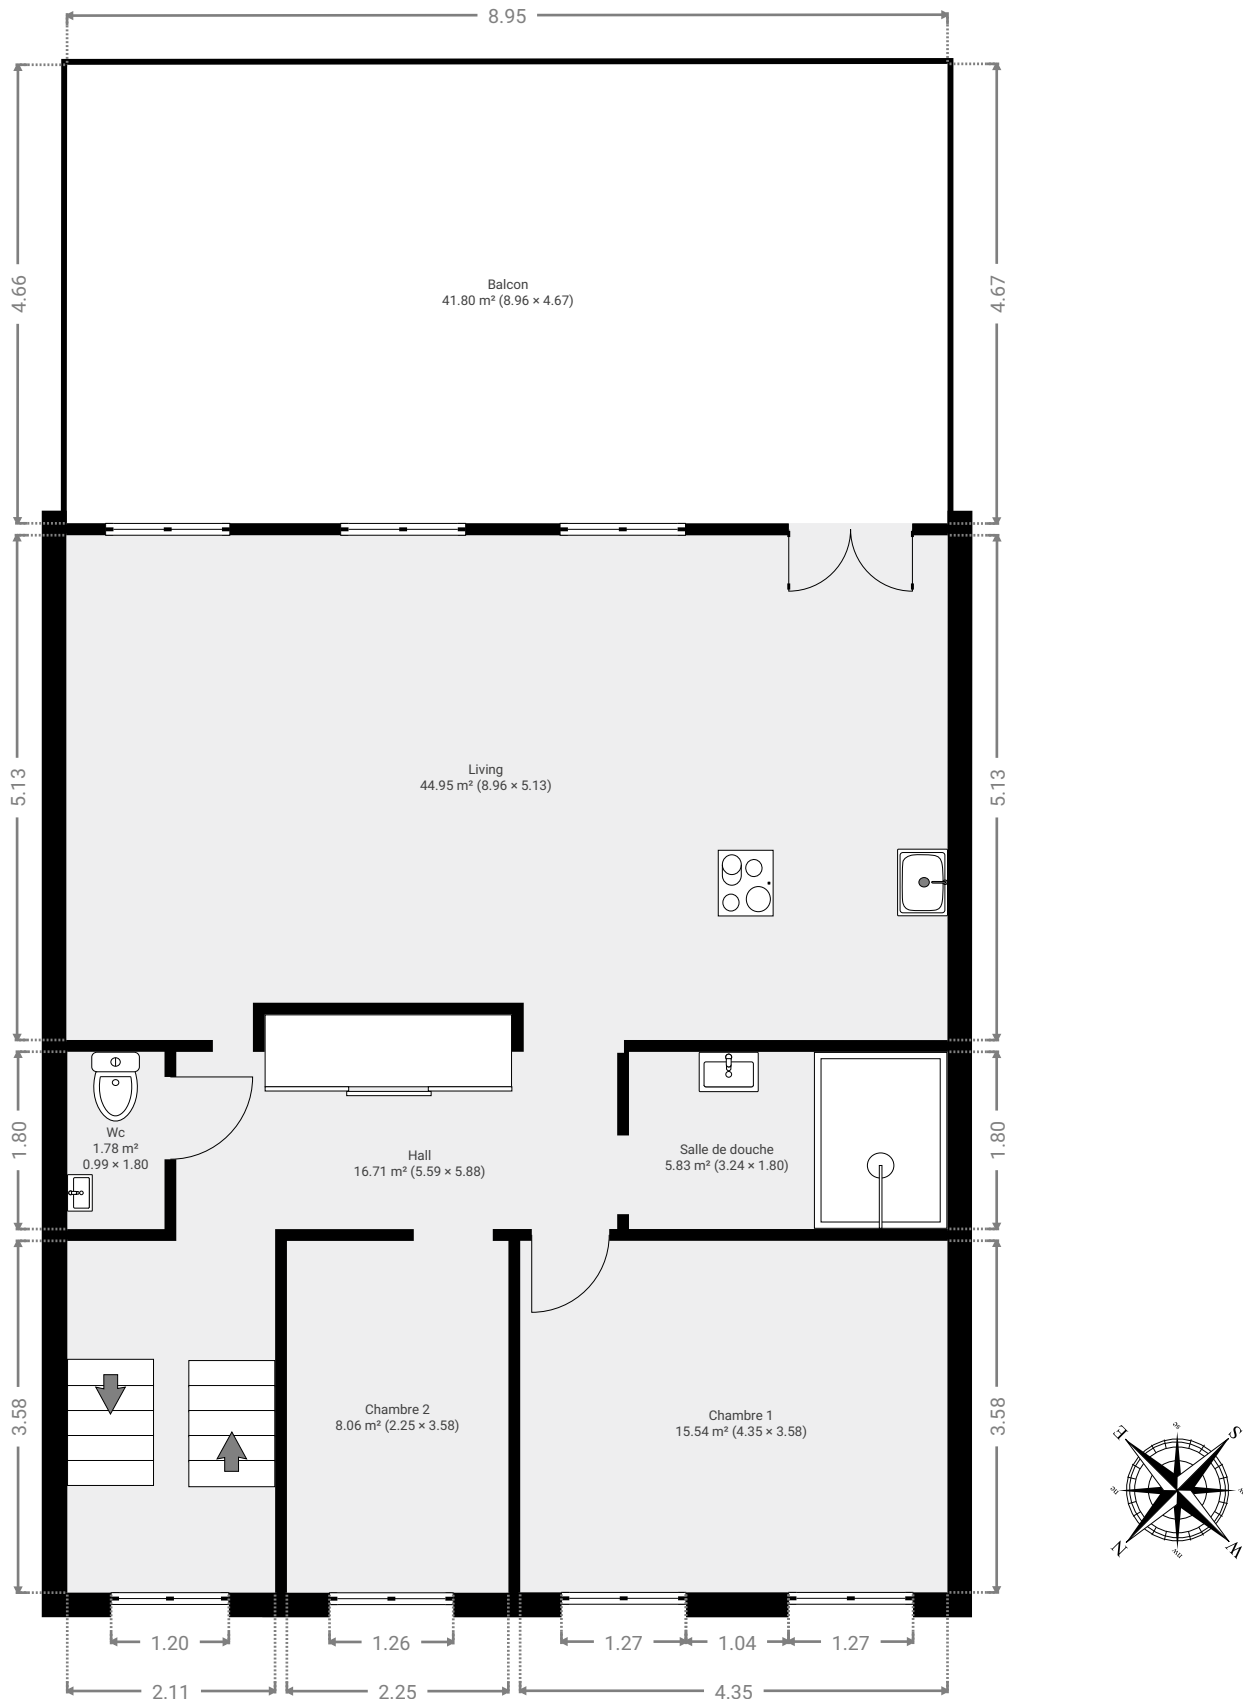 8.95
4.66
4.67
Balcon
41.80 m² (8.96 × 4.67)
5.13
5.13
Living
44.95 m² (8.96 × 5.13)
1.80
1.80
Wc
1.78 m²
0.99 × 1.80
Hall
16.71 m² (5.59 × 5.88)
Salle de douche
5.83 m² (3.24 × 1.80)
3.58
3.58
Chambre 2
8.06 m² (2.25 × 3.58)
Chambre 1
15.54 m² (4.35 × 3.58)
E
se
S
ne
N
nw
W
1.20
1.26
1.27
1.04
1.27
2.11
2.25
4.35